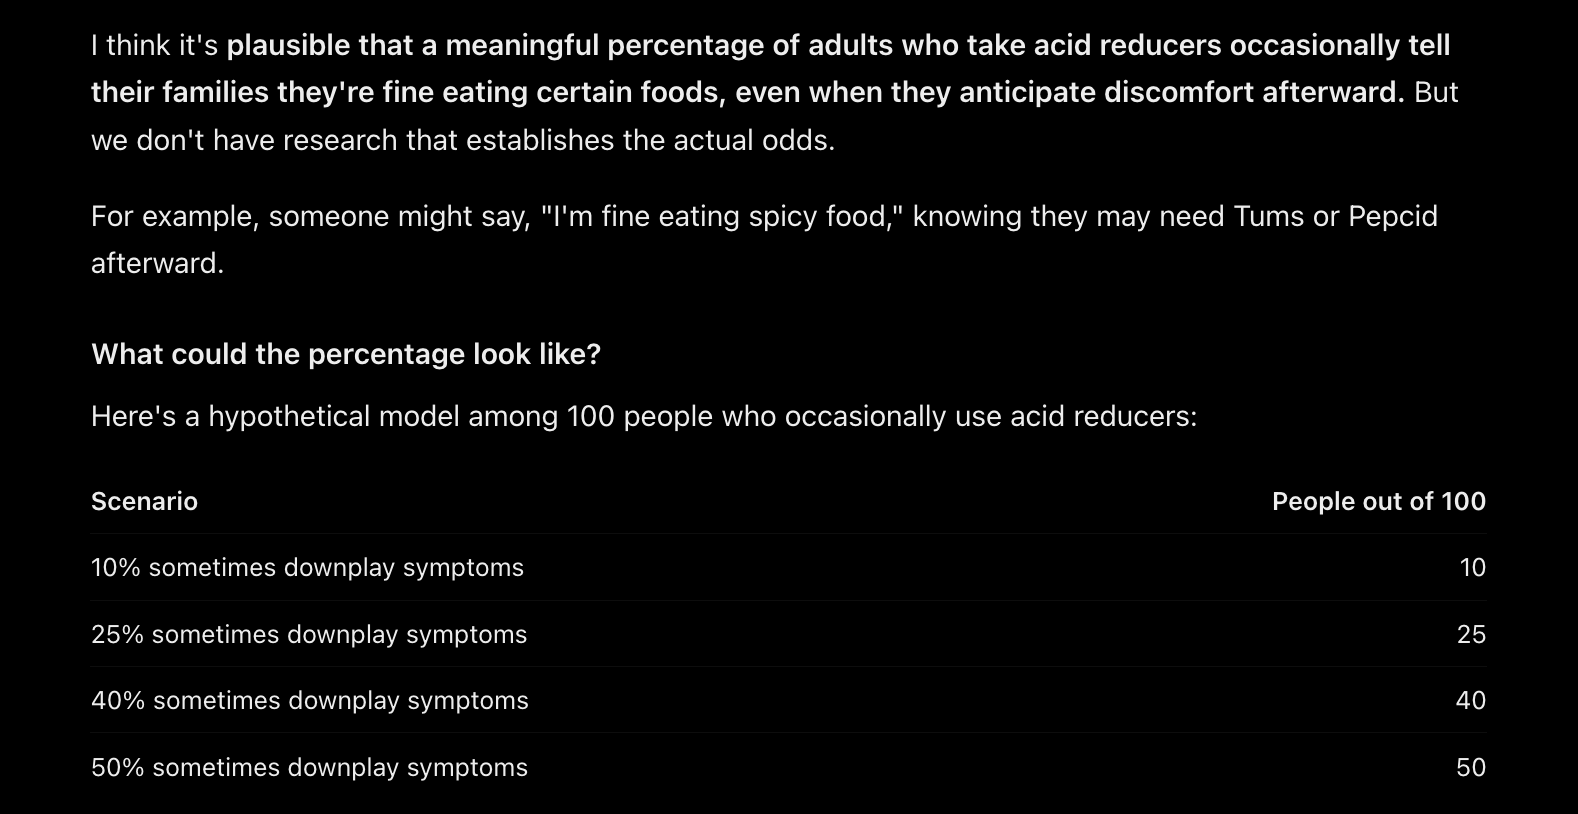 I think it's plausible that a meaningful percentage of adults who take acid reducers occasionally tell
their families they're fine eating certain foods, even when they anticipate discomfort afterward. But
we don't have research that establishes the actual odds.
For example, someone might say, "I'm fine eating spicy food," knowing they may need Tums or Pepcid
afterward.
What could the percentage look like?
Here's a hypothetical model among 100 people who occasionally use acid reducers:
Scenario People out of 100
10% sometimes downplay symptoms 10
25% sometimes downplay symptoms 25
40% sometimes downplay symptoms 40
50% sometimes downplay symptoms 50